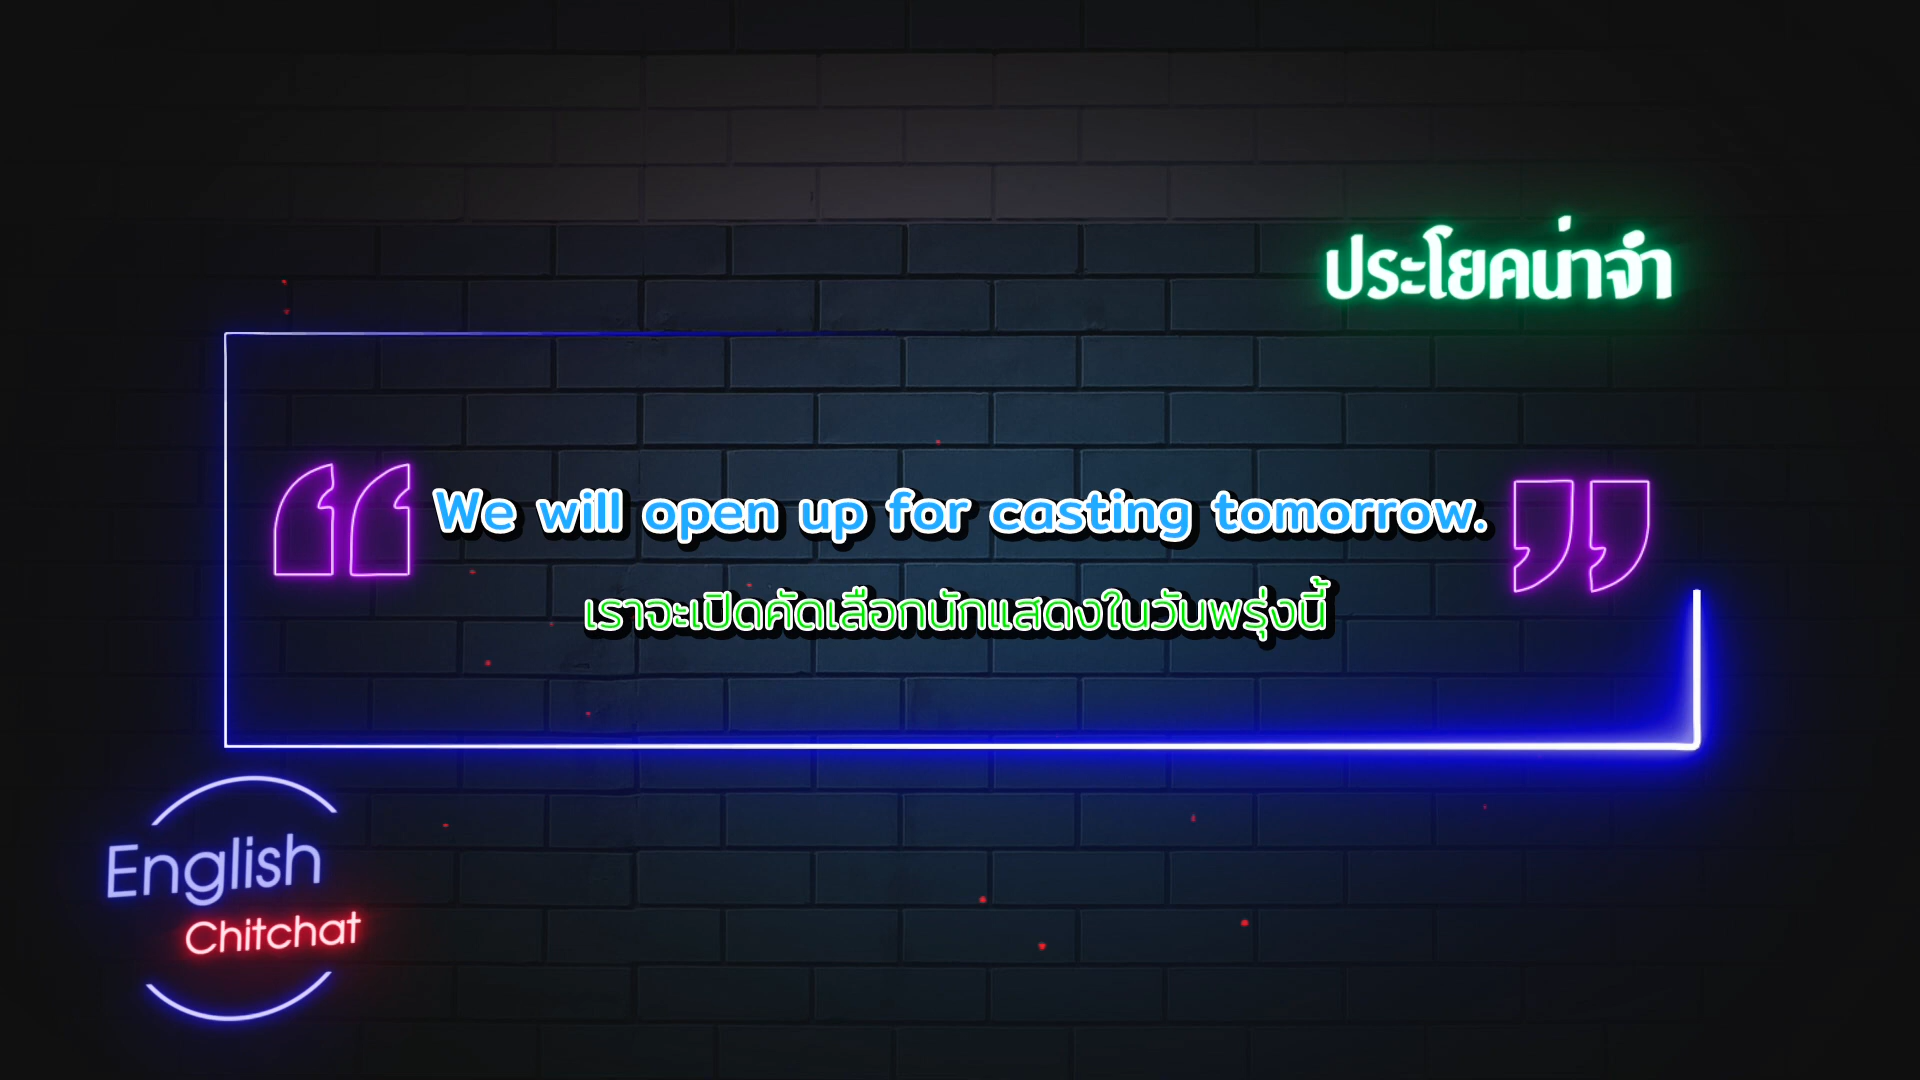 ประโยคน่าจำ
We will open up for casting tomorrow.
เราจะเปิดคัดเลือกนักแสดงในวันพรุ่งนี้
English
Chitchat